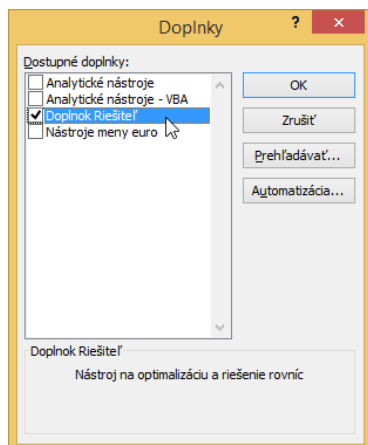 Doplnky
?
×
Dostupné doplnky:
Analytické nástroje
Analytické nástroje - VBA
Doplnok Riešiteľ
Nástroje meny euro
OK
Zrušiť
Prehľadávať...
Automatizácia...
Doplnok Riešiteľ
Nástroj na optimalizáciu a riešenie rovníc